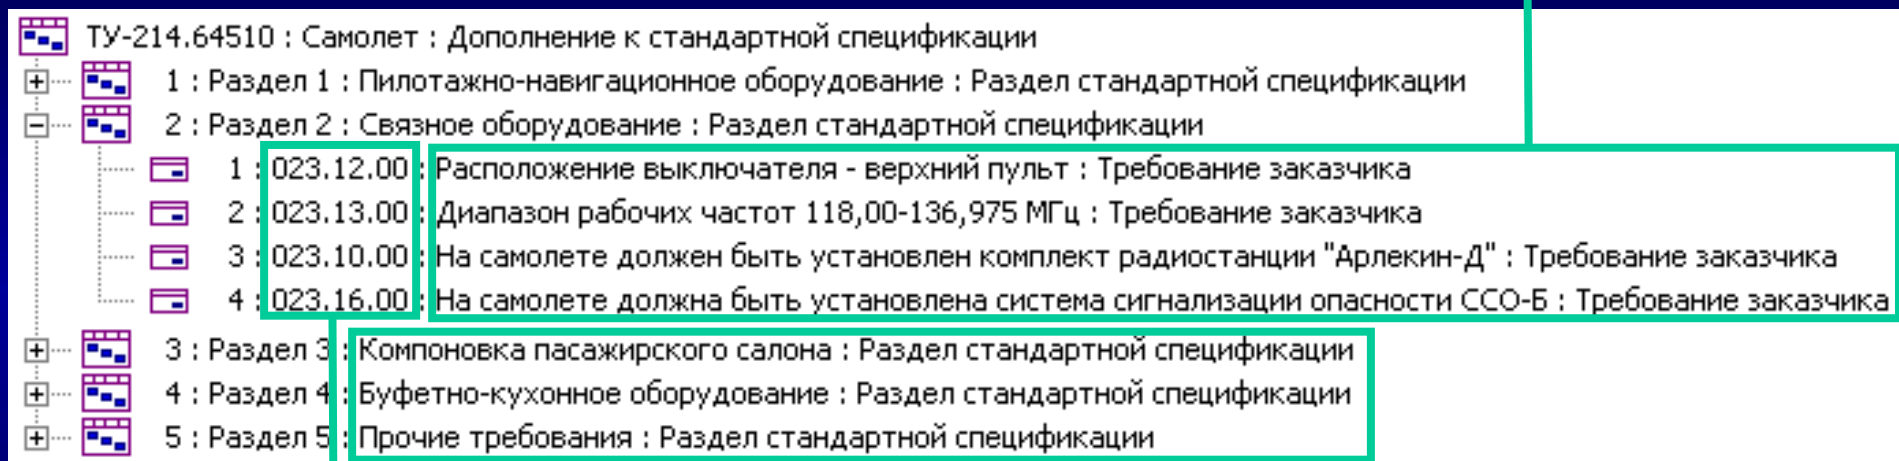 ТУ-214.64510 : Самолет : Дополнение к стандартной спецификации
1 : Раздел 1 : Пилотажно-навигационное оборудование : Раздел стандартной спецификации
2 : Раздел 2 : Связное оборудование : Раздел стандартной спецификации
1 : 023.12.00 : Расположение выключателя - верхний пульт : Требование заказчика
2 : 023.13.00 : Диапазон рабочих частот 118,00-136,975 МГц : Требование заказчика
3 : 023.10.00 : На самолете должен быть установлен комплект радиостанции "Арлекин-Д" : Требование заказчика
4 : 023.16.00 : На самолете должна быть установлена система сигнализации опасности ССО-Б : Требование заказчика
3 : Раздел 3 : Компоновка пасажирского салона : Раздел стандартной спецификации
4 : Раздел 4 : Буфетно-кухонное оборудование : Раздел стандартной спецификации
5 : Раздел 5 : Прочие требования : Раздел стандартной спецификации